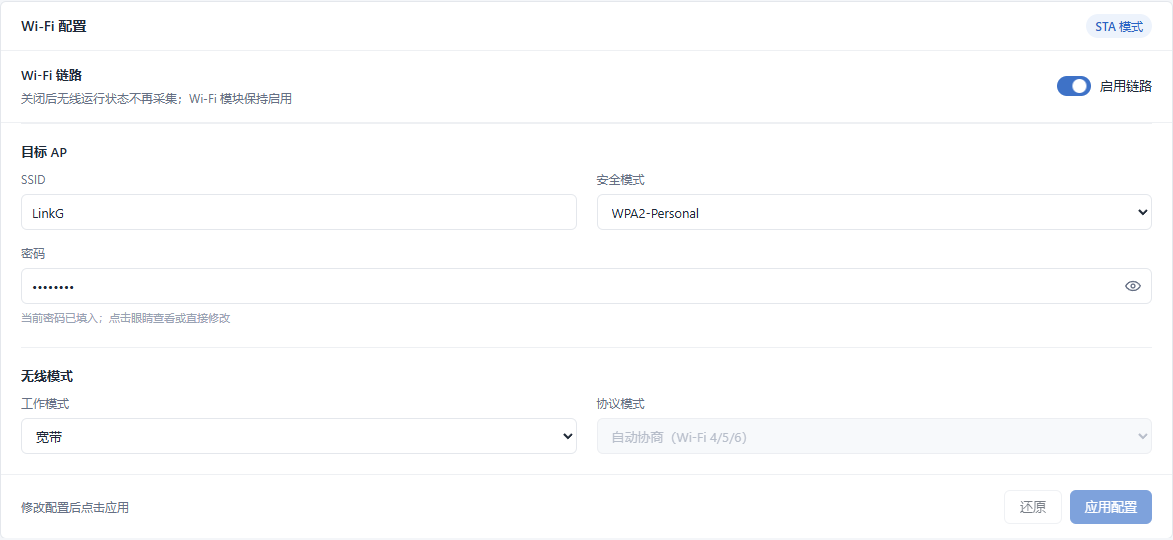 Wi-Fi 配置
STA 模式
Wi-Fi 链路
关闭后无线运行状态不再采集；Wi-Fi 模块保持启用
启用链路
目标 AP
SSID
安全模式
LinkG
WPA2-Personal
密码
••••••••
当前密码已填入；点击眼睛查看或直接修改
无线模式
工作模式
协议模式
宽带
自动协商（Wi-Fi 4/5/6）
修改配置后点击应用
还原
应用配置